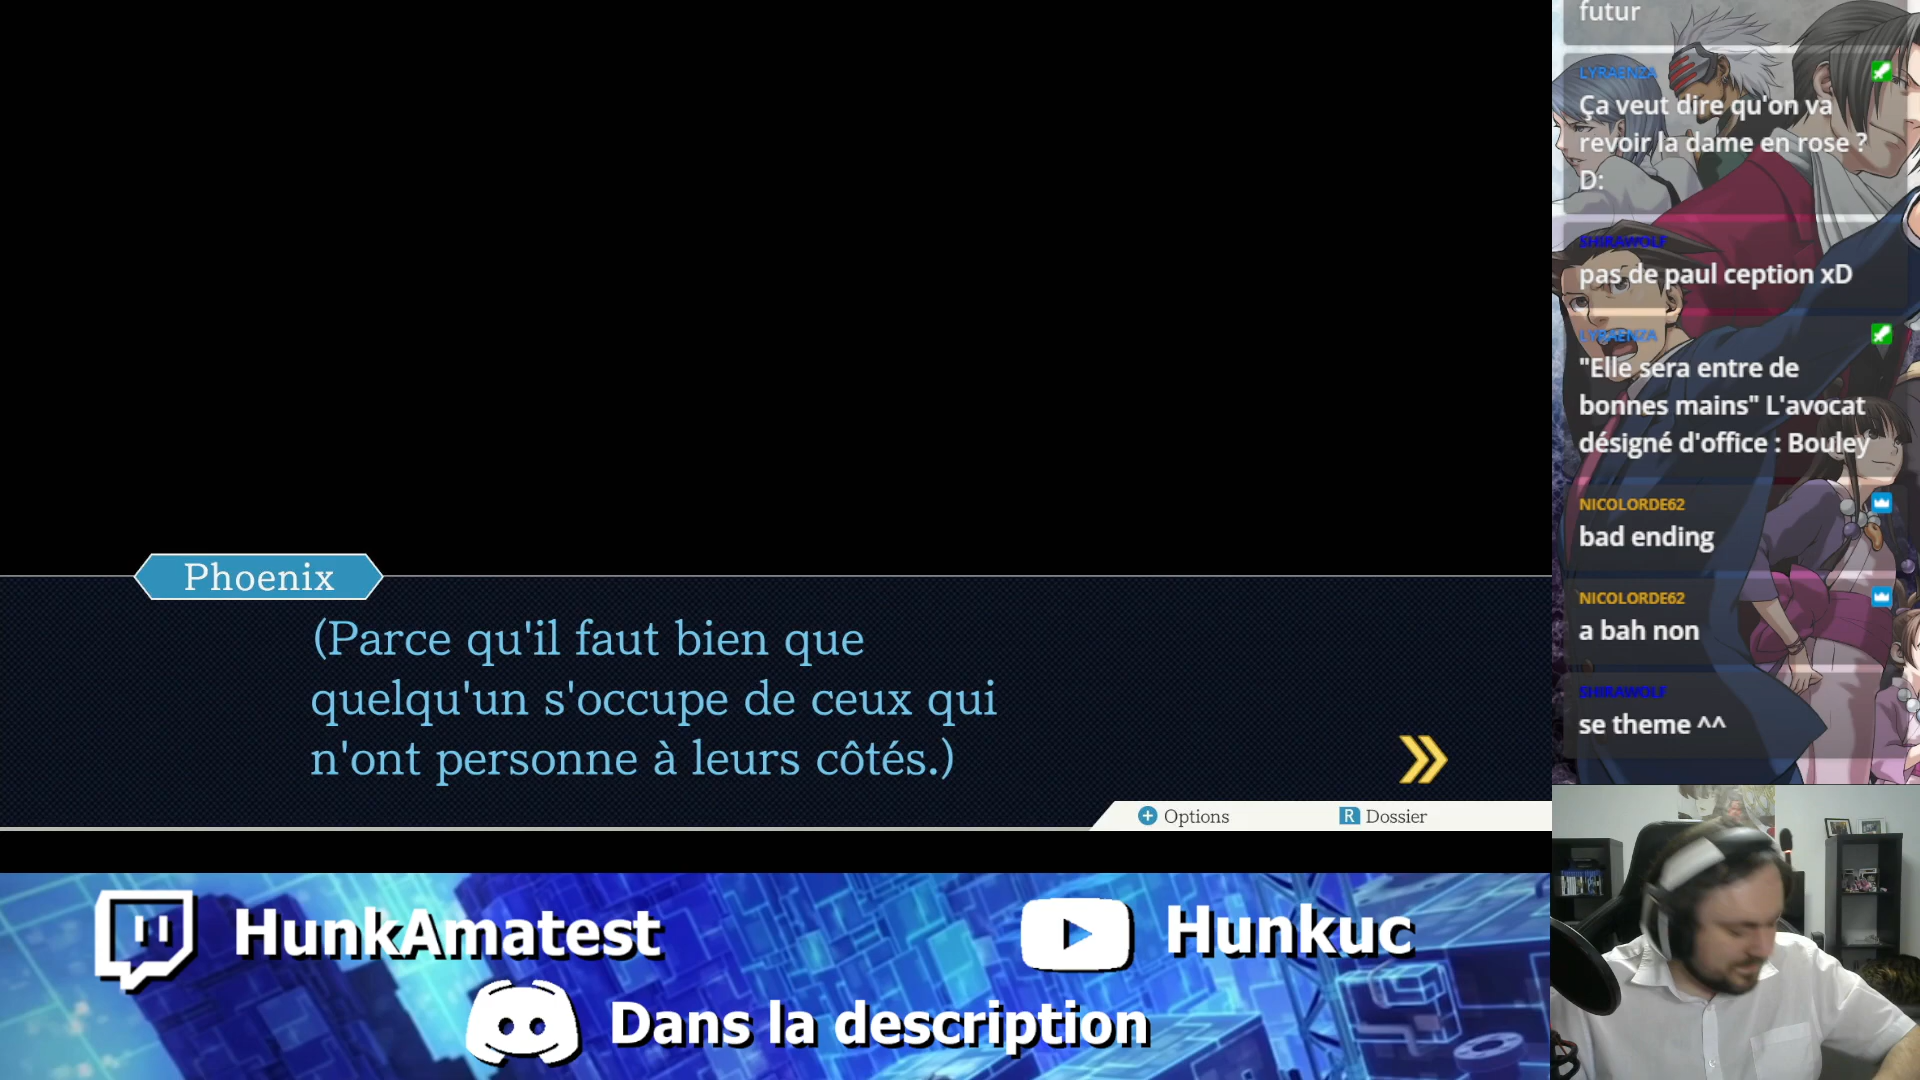 Phoenix
(Parce qu'il faut bien que
quelqu'un s'occupe de ceux qui
n'ont personne à leurs côtés.)
Options
R Dossier
HunkAmatest
Hunkuc
Dans la description
futur
LYRAENZA
Ça veut dire qu'on va
revoir la dame en rose ?
D:
SHIRAWOLF
pas de paul ception xD
LYRAENZA
"Elle sera entre de
bonnes mains" L'avocat
désigné d'office : Bouley
NICOLORDE62
bad ending
NICOLORDE62
a bah non
SHIRAWOLF
se theme ^^